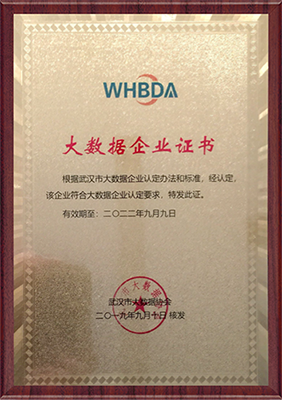 WHBDA
大数据企业证书
根据武汉市大数据企业认定办法和标准，经认定，
该企业符合大数据企业认定要求，特发此证。
有效期至：二〇二二年九月九日
武汉市大数据协会
二〇一九年九月十日 核发